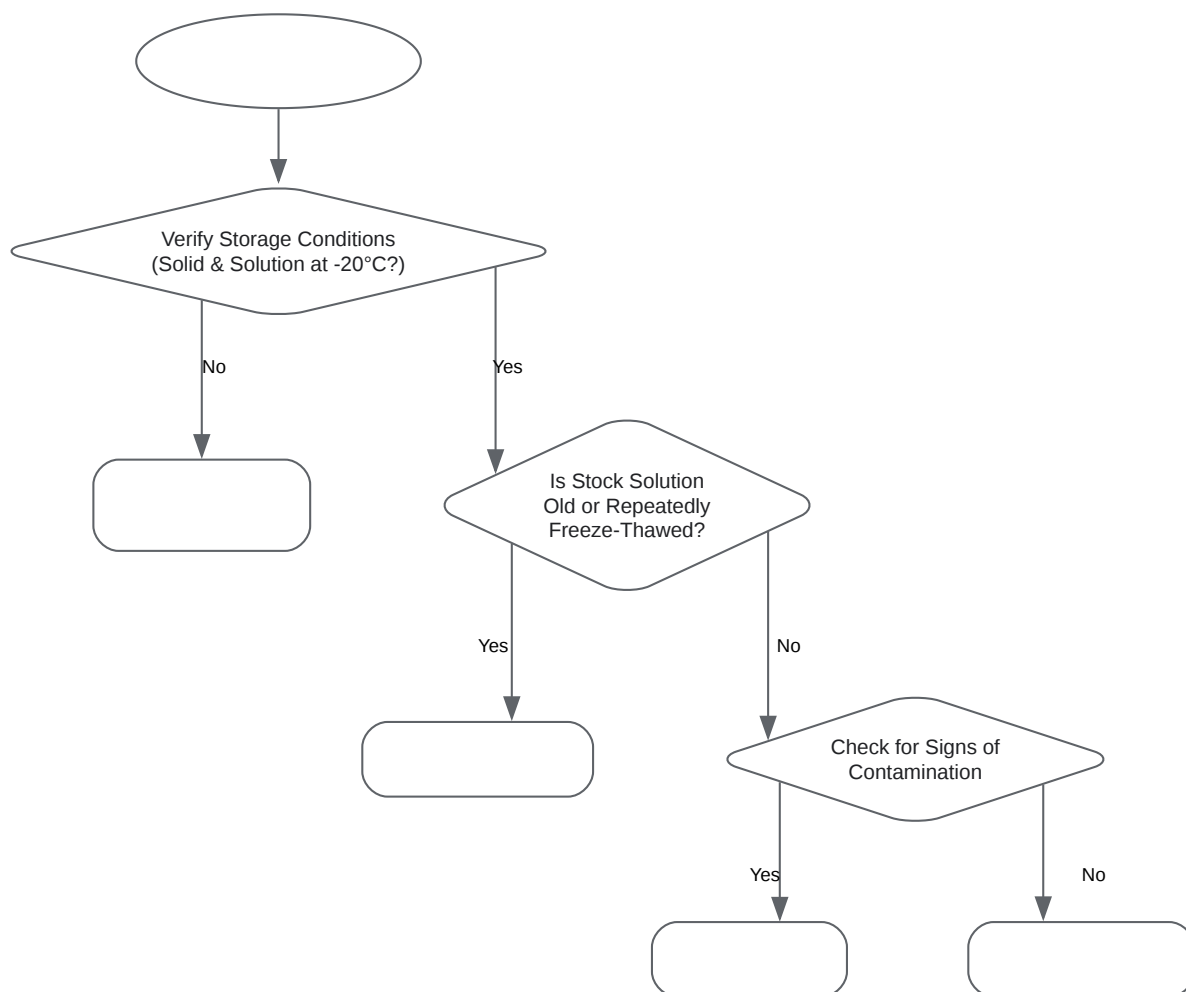 Verify Storage Conditions
(Solid & Solution at -20°C?)
No
Yes
Is Stock Solution
Old or Repeatedly
Freeze-Thawed?
Yes
No
Check for Signs of
Contamination
Yes
No